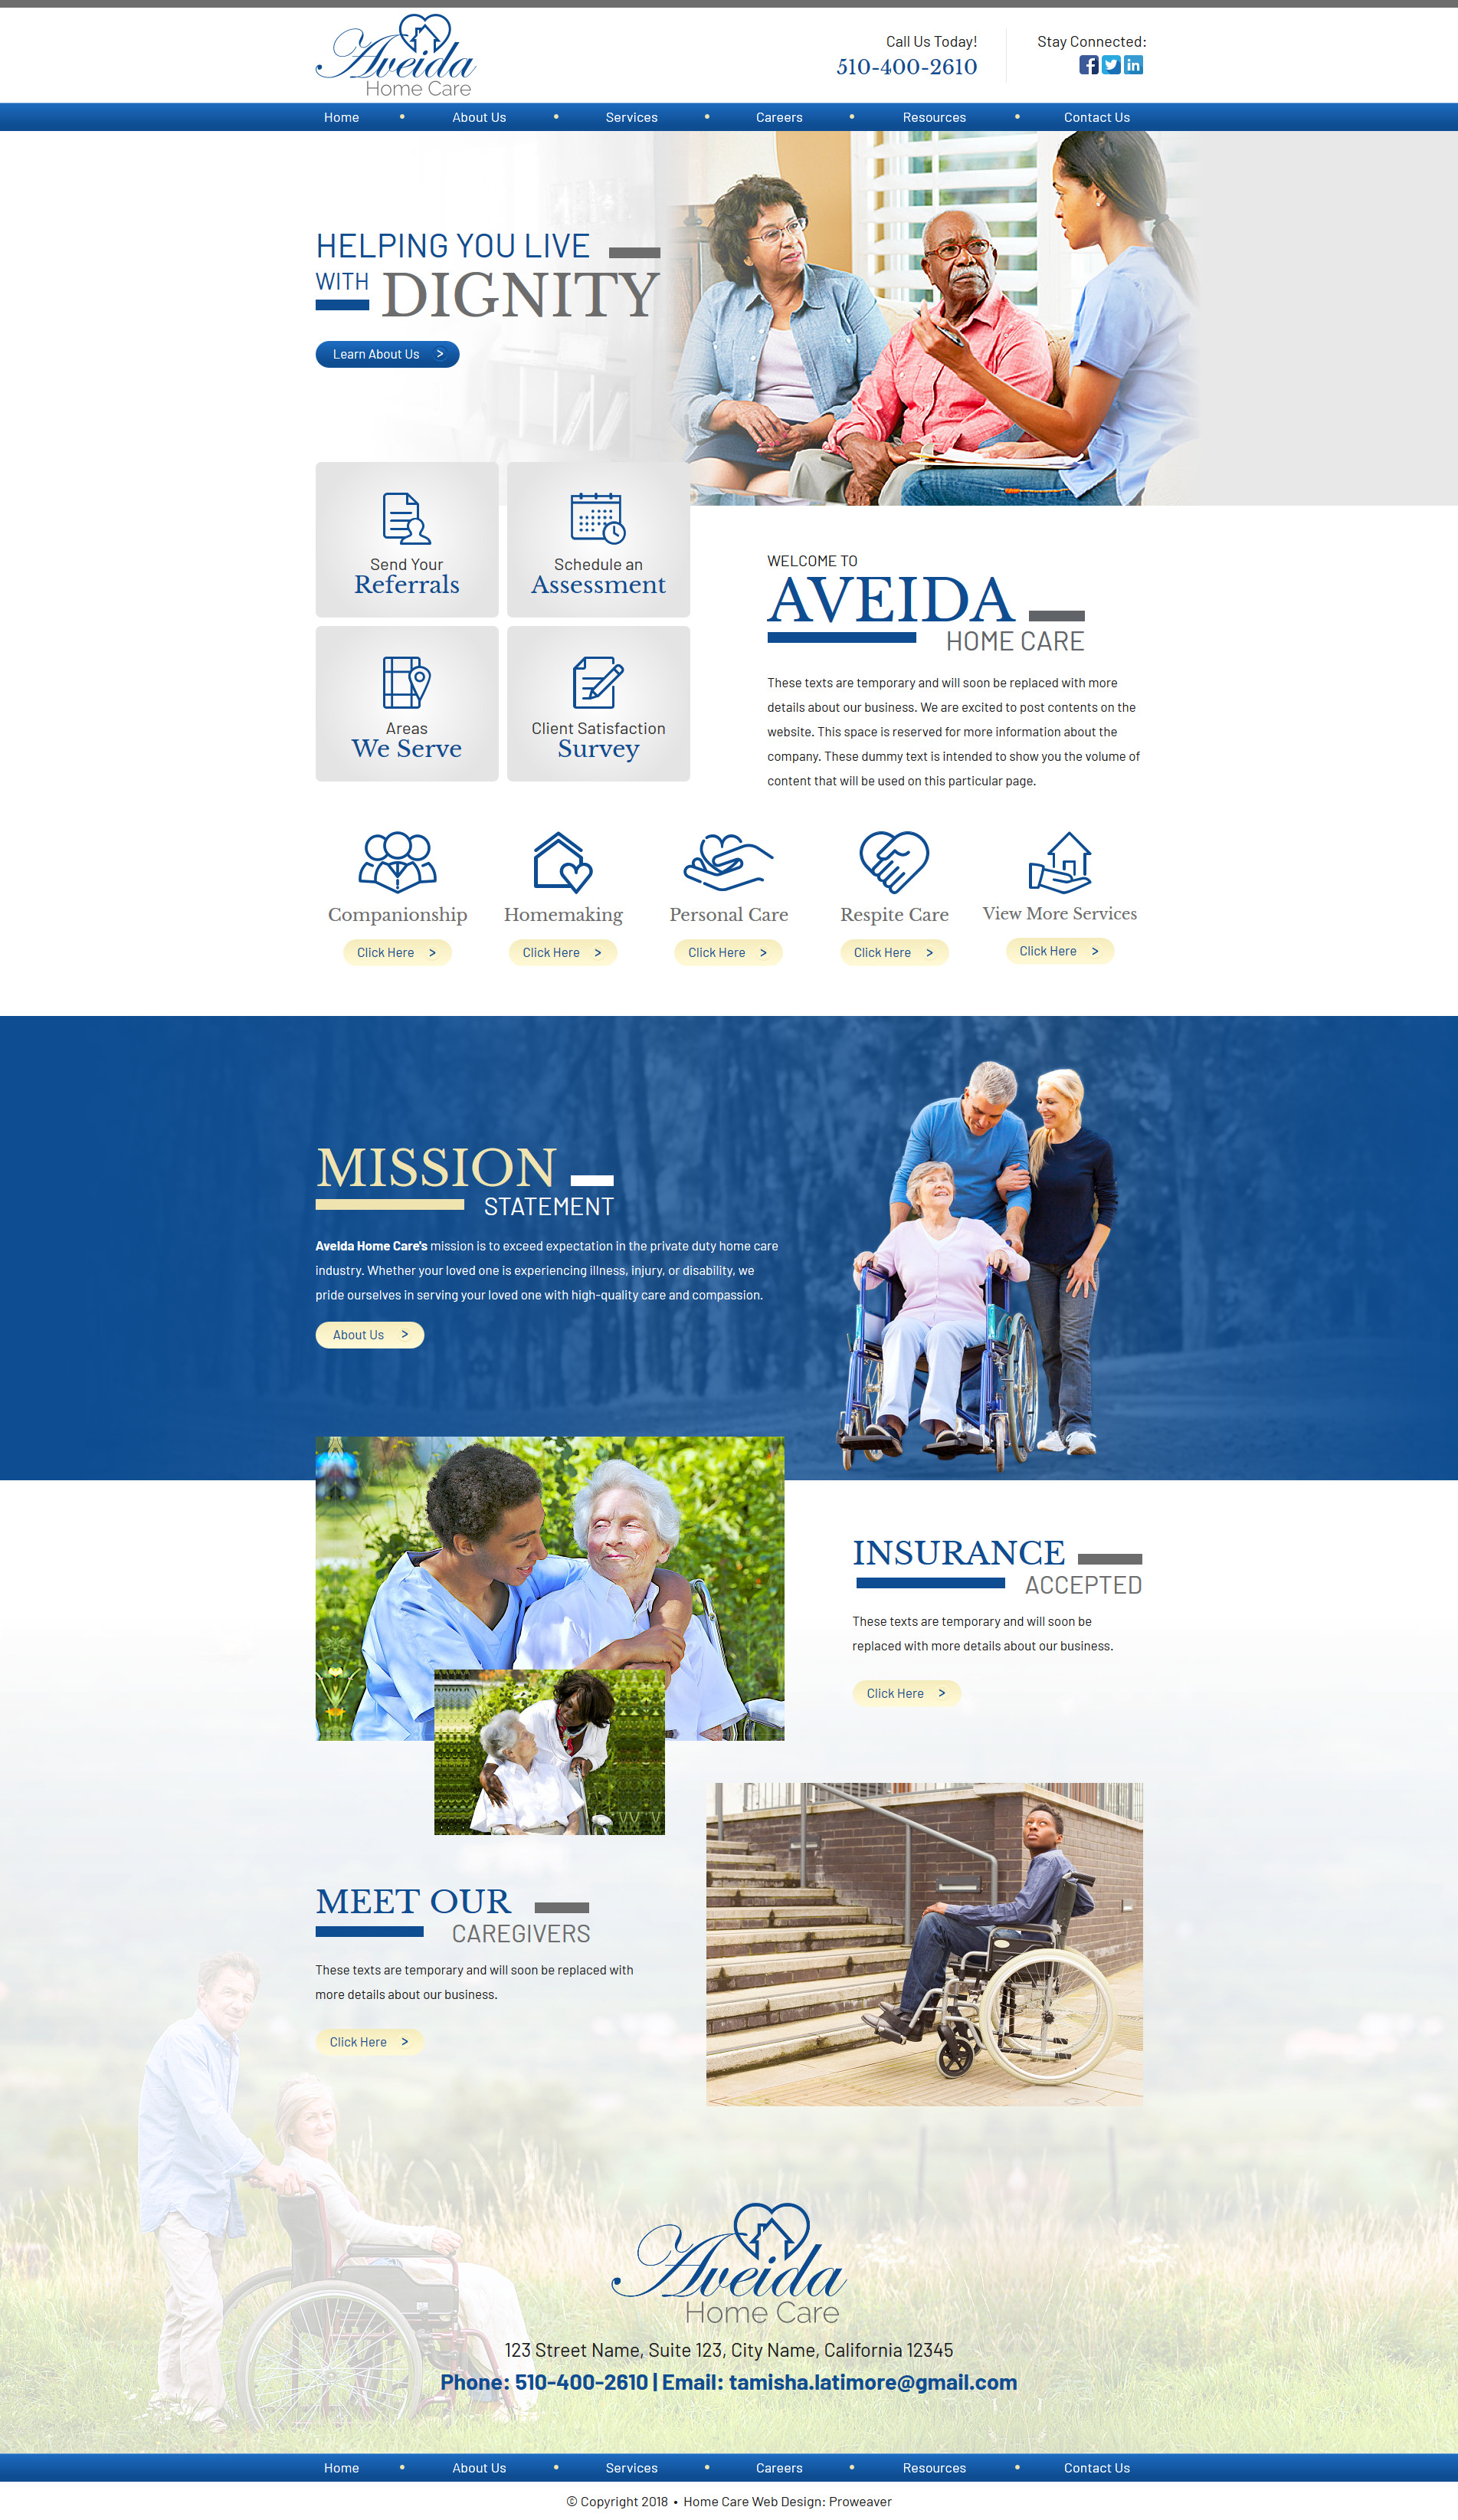 Aveida
Home Care
Call Us Today!
510-400-2610
Stay Connected:
Home • About Us • Services • Careers • Resources • Contact Us
HELPING YOU LIVE
WITH DIGNITY
Learn About Us >
Send Your
Referrals
Schedule an
Assessment
Areas
We Serve
Client Satisfaction
Survey
WELCOME TO
AVEIDA
HOME CARE
These texts are temporary and will soon be replaced with more
details about our business. We are excited to post contents on the
website. This space is reserved for more information about the
company. These dummy text is intended to show you the volume of
content that will be used on this particular page.
Companionship
Click Here >
Homemaking
Click Here >
Personal Care
Click Here >
Respite Care
Click Here >
View More Services
Click Here >
MISSION
STATEMENT
Avelda Home Care's mission is to exceed expectation in the private duty home care
industry. Whether your loved one is experiencing illness, injury, or disability, we
pride ourselves in serving your loved one with high-quality care and compassion.
About Us >
INSURANCE
ACCEPTED
These texts are temporary and will soon be
replaced with more details about our business.
Click Here >
MEET OUR
CAREGIVERS
These texts are temporary and will soon be replaced with
more details about our business.
Click Here >
Aveida
Home Care
123 Street Name, Suite 123, City Name, California 12345
Phone: 510-400-2610 | Email: tamisha.latimore@gmail.com
Home • About Us • Services • Careers • Resources • Contact Us
© Copyright 2018 • Home Care Web Design: Proweaver